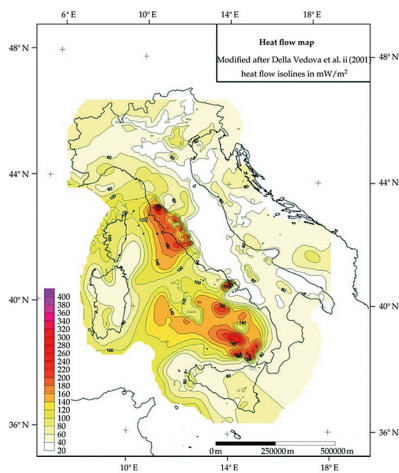 6° E 10° E 14° E 18° E
48° N
48° N
Heat flow map
Modified after Della Vedova et al. ii (2001)
heat flow isolines in mW/m²
44° N
44° N
40° N
40° N
400
380
360
340
320
300
280
260
240
220
200
180
160
140
120
100
80
60
40
20
36° N
36° N
0 m 250000m 500000m
10° E 14° E 18° E